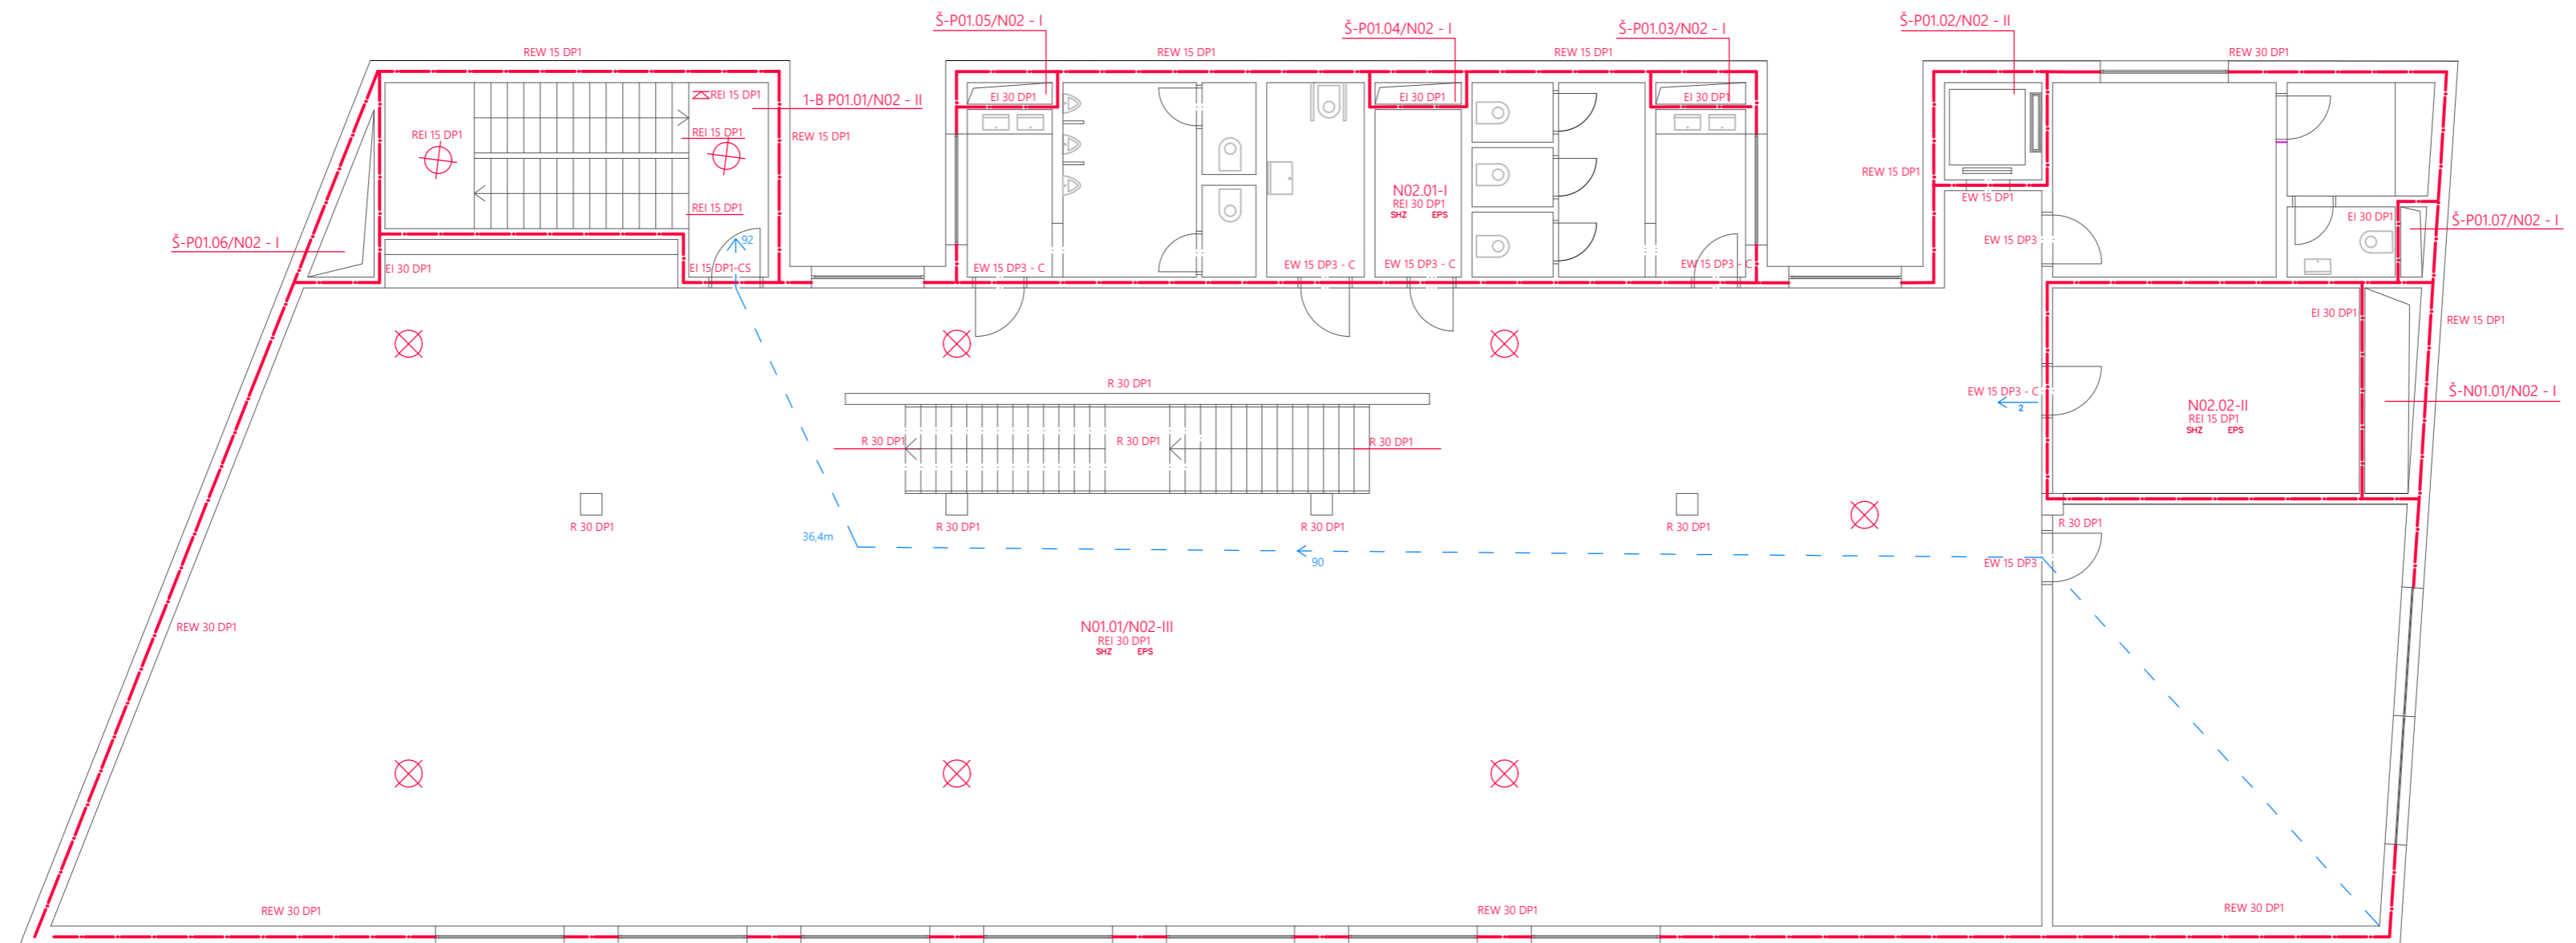 Š-P01.05/N02 - I
Š-P01.04/N02 - I
Š-P01.03/N02 - I
Š-P01.02/N02 - II
REW 15 DP1
REW 15 DP1
REW 15 DP1
REW 30 DP1
REI 15 DP1
1-B P01.01/N02 - II
EI 30 DP1
EI 30 DP1
EI 30 DP1
REI 15 DP1
REI 15 DP1
REW 15 DP1
REW 15 DP1
N02.01-I
REI 30 DP1
SHZ EPS
EW 15 DP1
REI 15 DP1
EI 30 DP1
Š-P01.07/N02 - I
Š-P01.06/N02 - I
92
EW 15 DP3
EI 30 DP1
EI 15 DP1-CS
EW 15 DP3 - C
EW 15 DP3 - C
EW 15 DP3 - C
EW 15 DP3 - C
EI 30 DP1
REW 15 DP1
R 30 DP1
EW 15 DP3 - C
Š-N01.01/N02 - I
2
N02.02-II
REI 15 DP1
SHZ EPS
R 30 DP1
R 30 DP1
R 30 DP1
R 30 DP1
R 30 DP1
R 30 DP1
R 30 DP1
R 30 DP1
36,4m
90
EW 15 DP3
REW 30 DP1
N01.01/N02-III
REI 30 DP1
SHZ EPS
REW 30 DP1
REW 30 DP1
REW 30 DP1